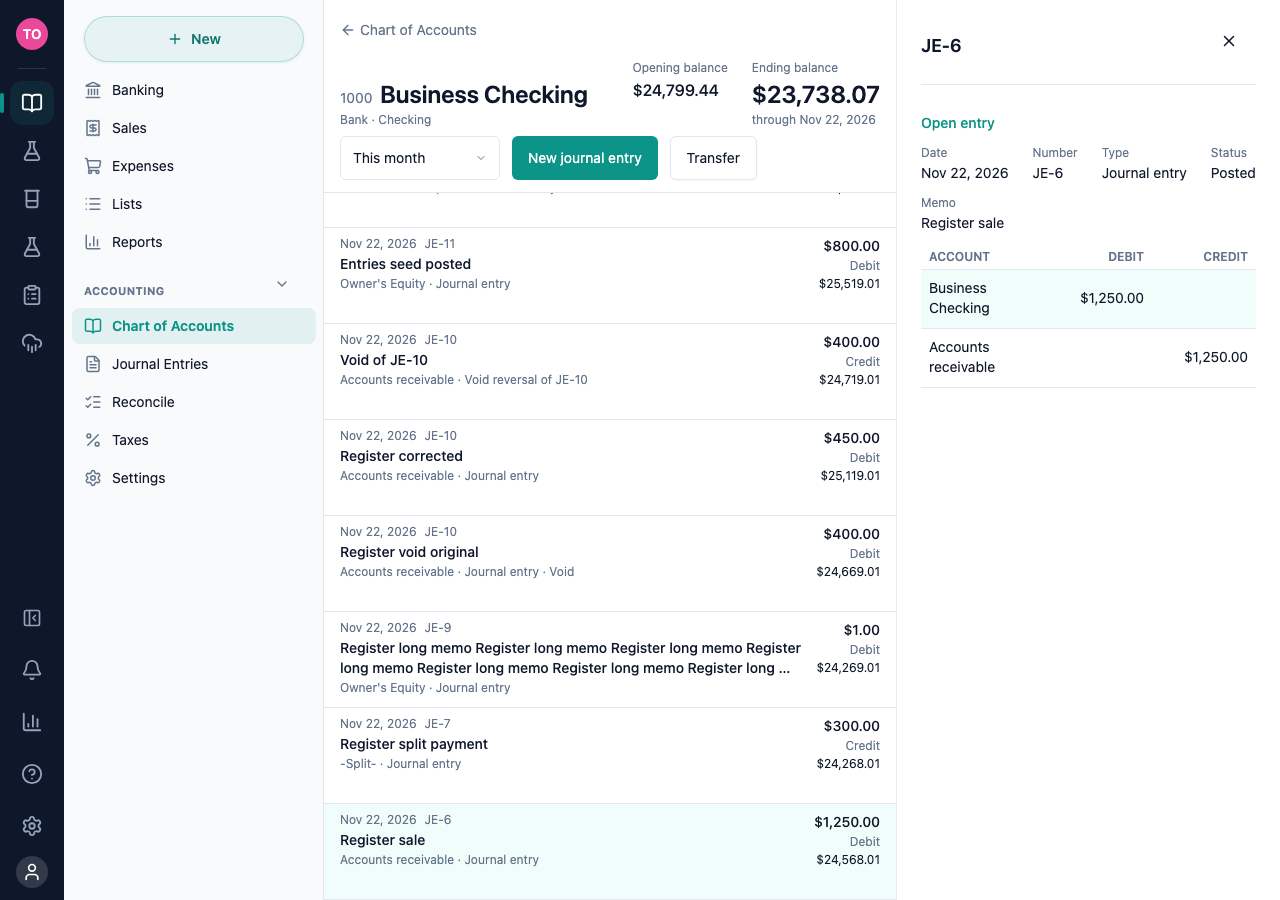 TO
New
Banking
Sales
Expenses
Lists
Reports
ACCOUNTING
Chart of Accounts
Journal Entries
Reconcile
Taxes
Settings
Chart of Accounts
1000 Business Checking
Bank · Checking
Opening balance
$24,799.44
Ending balance
$23,738.07
through Nov 22, 2026
This month
New journal entry
Transfer
Nov 22, 2026 JE-11
Entries seed posted
Owner's Equity · Journal entry
$800.00
Debit
$25,519.01
Nov 22, 2026 JE-10
Void of JE-10
Accounts receivable · Void reversal of JE-10
$400.00
Credit
$24,719.01
Nov 22, 2026 JE-10
Register corrected
Accounts receivable · Journal entry
$450.00
Debit
$25,119.01
Nov 22, 2026 JE-10
Register void original
Accounts receivable · Journal entry · Void
$400.00
Debit
$24,669.01
Nov 22, 2026 JE-9
Register long memo Register long memo Register long memo Register
long memo Register long memo Register long memo Register long ...
Owner's Equity · Journal entry
$1.00
Debit
$24,269.01
Nov 22, 2026 JE-7
Register split payment
-Split- · Journal entry
$300.00
Credit
$24,268.01
Nov 22, 2026 JE-6
Register sale
Accounts receivable · Journal entry
$1,250.00
Debit
$24,568.01
JE-6
Open entry
Date Number Type Status
Nov 22, 2026 JE-6 Journal entry Posted
Memo
Register sale
ACCOUNT DEBIT CREDIT
Business
Checking
$1,250.00
Accounts
receivable
$1,250.00